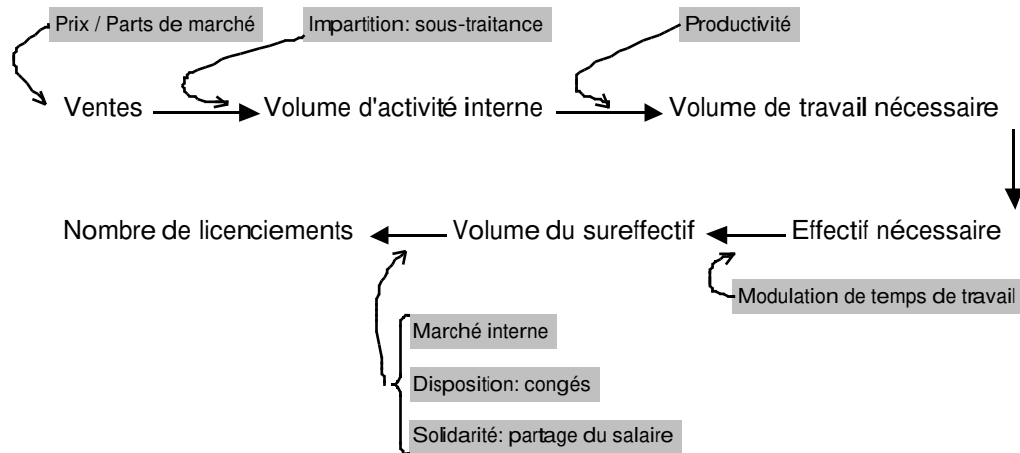 Prix / Parts de marché
Impartition: sous-traitance
Productivité
Ventes
Volume d'activité interne
Volume de travail nécessaire
Nombre de licenciements
Volume du sureffectif
Effectif nécessaire
Modulation de temps de travail
Marché interne
Disposition: congés
Solidarité: partage du salaire